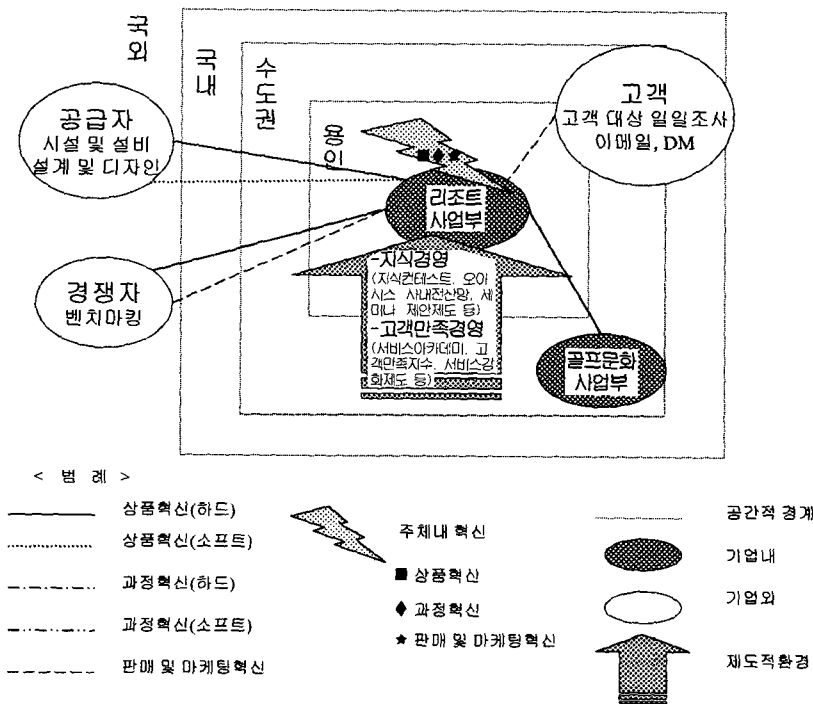 국외
국내
수도권
용인
공급자
시설 및 설비
설계 및 디자인
고객
고객 대상 일일조사
이메일, DM
리조트
사업부
경쟁자
벤치마킹
-지식경영
(지식컨테스트, 오아
시스 사내전산망, 세
미나 제안제도 등)
-고객만족경영
(서비스아카데미, 고
객만족지수, 서비스강
화제도 등)
골프문화
사업부
< 범 례 >
상품혁신(하드)
상품혁신(소프트)
과정혁신(하드)
과정혁신(소프트)
판매 및 마케팅혁신
주체내 혁신
■ 상품혁신
◆ 과정혁신
★ 판매 및 마케팅혁신
공간적 경계
기업내
기업외
제도적환경